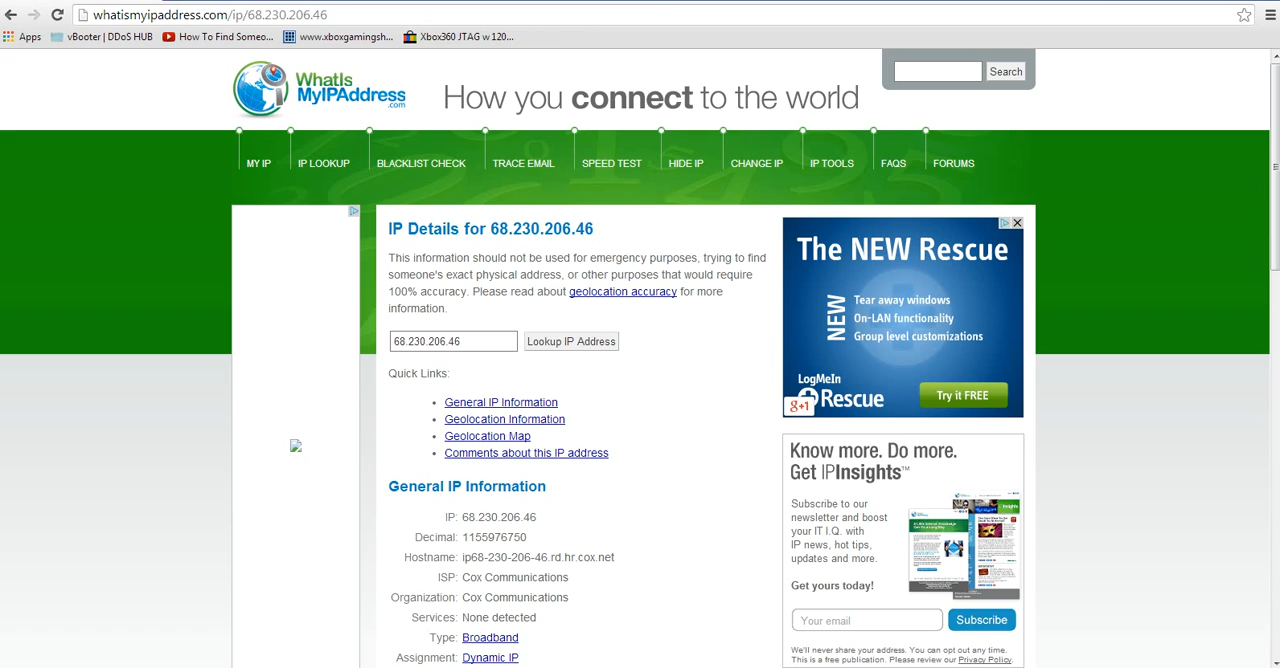 whatismyipaddress.com/ip/68.230.206.46
Apps vBooter | DDoS HUB How To Find Someo... www.xboxgamingsh... Xbox360 JTAG w 120...
WhatIs
MyIPAddress
.com
How you connect to the world
Search
MY IP IP LOOKUP BLACKLIST CHECK TRACE EMAIL SPEED TEST HIDE IP CHANGE IP IP TOOLS FAQS FORUMS
IP Details for 68.230.206.46
This information should not be used for emergency purposes, trying to find
someone's exact physical address, or other purposes that would require
100% accuracy. Please read about geolocation accuracy for more
information.
68.230.206.46 Lookup IP Address
Quick Links:
General IP Information
Geolocation Information
Geolocation Map
Comments about this IP address
General IP Information
IP: 68.230.206.46
Decimal: 1155976750
Hostname: ip68-230-206-46.rd.hr.cox.net
ISP: Cox Communications
Organization: Cox Communications
Services: None detected
Type: Broadband
Assignment: Dynamic IP
The NEW Rescue
NEW
Tear away windows
On-LAN functionality
Group level customizations
LogMeIn
Rescue
g+1
Try it FREE
Know more. Do more.
Get IPInsights™
Subscribe to our
newsletter and boost
your IT I.Q. with
IP news, hot tips,
updates and more.
Get yours today!
Your email Subscribe
We'll never share your address. You can opt out any time.
This is a free publication. Please review our Privacy Policy.